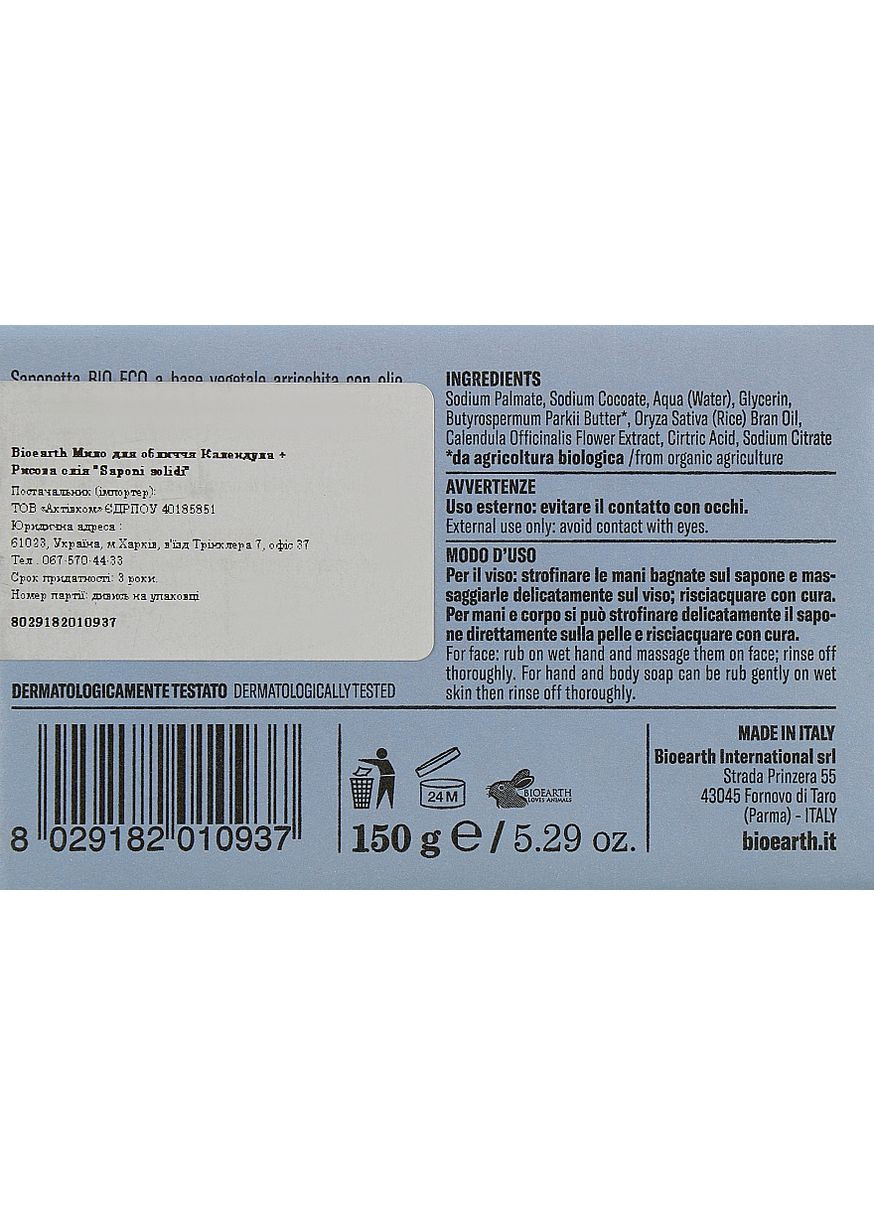 Saponetta BIO ECO a base vegetale arricchita con olio
Bioearth Мило для обличчя Календула +
Рисова олія "Saponi solidi"
Постачальник (імпортер):
ТОВ «Актівком» ЄДРПОУ 40185851
Юридична адреса :
61023, Україна, м.Харків, в'їзд Трінклера 7, офіс 37
Тел . 067-570-44-33
Срок придатності: 3 роки.
Номер партії: дивись на упаковці
8029182010937
DERMATOLOGICAMENTE TESTATO DERMATOLOGICALLY TESTED
INGREDIENTS
Sodium Palmate, Sodium Cocoate, Aqua (Water), Glycerin,
Butyrospermum Parkii Butter*, Oryza Sativa (Rice) Bran Oil,
Calendula Officinalis Flower Extract, Cirtric Acid, Sodium Citrate
*da agricoltura biologica /from organic agriculture
AVVERTENZE
Uso esterno: evitare il contatto con occhi.
External use only: avoid contact with eyes.
MODO D'USO
Per il viso: strofinare le mani bagnate sul sapone e mas-
saggiarle delicatamente sul viso; risciacquare con cura.
Per mani e corpo si può strofinare delicatamente il sapo-
ne direttamente sulla pelle e risciacquare con cura.
For face: rub on wet hand and massage them on face; rinse off
thoroughly. For hand and body soap can be rub gently on wet
skin then rinse off thoroughly.
8 029182 010937
24 M
BIOEARTH
LOVES ANIMALS
150 g e / 5.29 oz.
MADE IN ITALY
Bioearth International srl
Strada Prinzera 55
43045 Fornovo di Taro
(Parma) - ITALY
bioearth.it